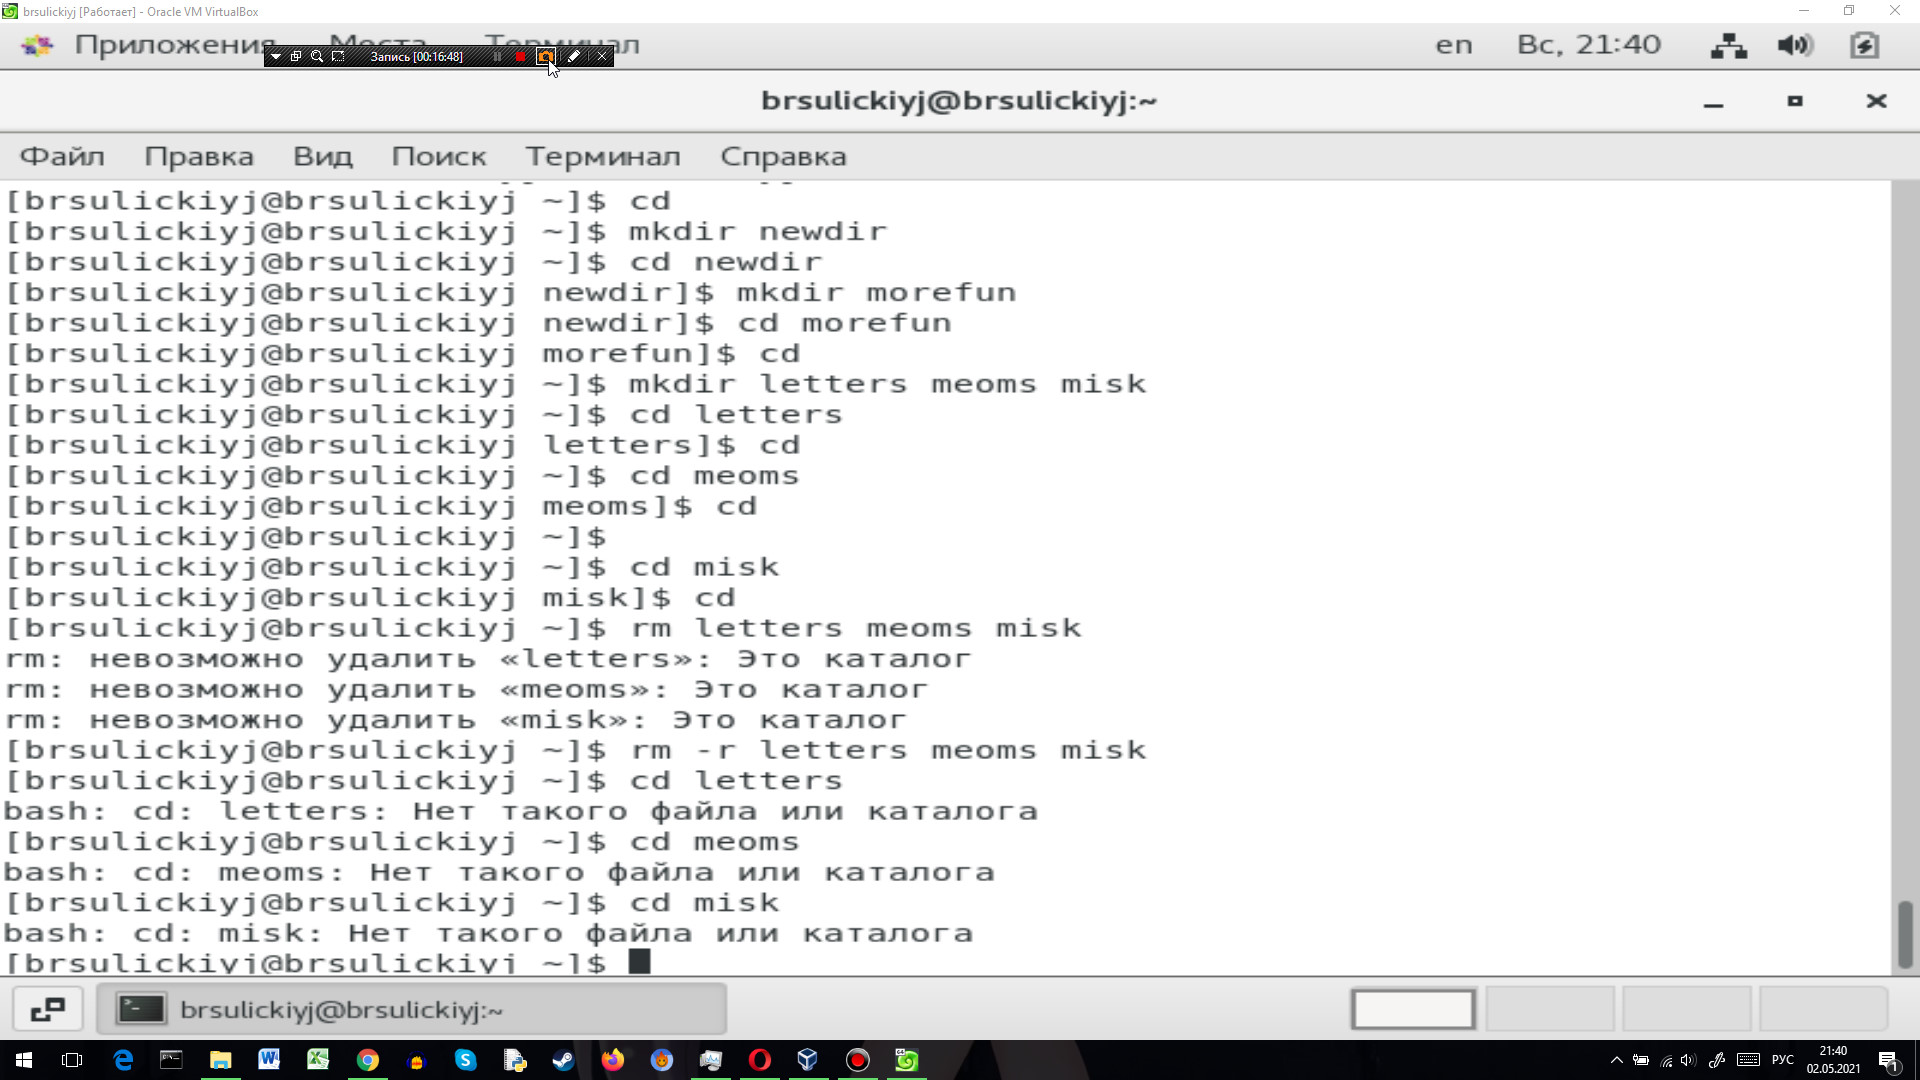 brsulickiyj [Работает] - Oracle VM VirtualBox
Приложения Места Терминал en Вс, 21:40
Запись [00:16:48]
brsulickiyj@brsulickiyj:~
Файл Правка Вид Поиск Терминал Справка
[brsulickiyj@brsulickiyj ~]$ cd
[brsulickiyj@brsulickiyj ~]$ mkdir newdir
[brsulickiyj@brsulickiyj ~]$ cd newdir
[brsulickiyj@brsulickiyj newdir]$ mkdir morefun
[brsulickiyj@brsulickiyj newdir]$ cd morefun
[brsulickiyj@brsulickiyj morefun]$ cd
[brsulickiyj@brsulickiyj ~]$ mkdir letters meoms misk
[brsulickiyj@brsulickiyj ~]$ cd letters
[brsulickiyj@brsulickiyj letters]$ cd
[brsulickiyj@brsulickiyj ~]$ cd meoms
[brsulickiyj@brsulickiyj meoms]$ cd
[brsulickiyj@brsulickiyj ~]$
[brsulickiyj@brsulickiyj ~]$ cd misk
[brsulickiyj@brsulickiyj misk]$ cd
[brsulickiyj@brsulickiyj ~]$ rm letters meoms misk
rm: невозможно удалить «letters»: Это каталог
rm: невозможно удалить «meoms»: Это каталог
rm: невозможно удалить «misk»: Это каталог
[brsulickiyj@brsulickiyj ~]$ rm -r letters meoms misk
[brsulickiyj@brsulickiyj ~]$ cd letters
bash: cd: letters: Нет такого файла или каталога
[brsulickiyj@brsulickiyj ~]$ cd meoms
bash: cd: meoms: Нет такого файла или каталога
[brsulickiyj@brsulickiyj ~]$ cd misk
bash: cd: misk: Нет такого файла или каталога
[brsulickiyj@brsulickiyj ~]$
brsulickiyj@brsulickiyj:~
РУС 21:40
02.05.2021